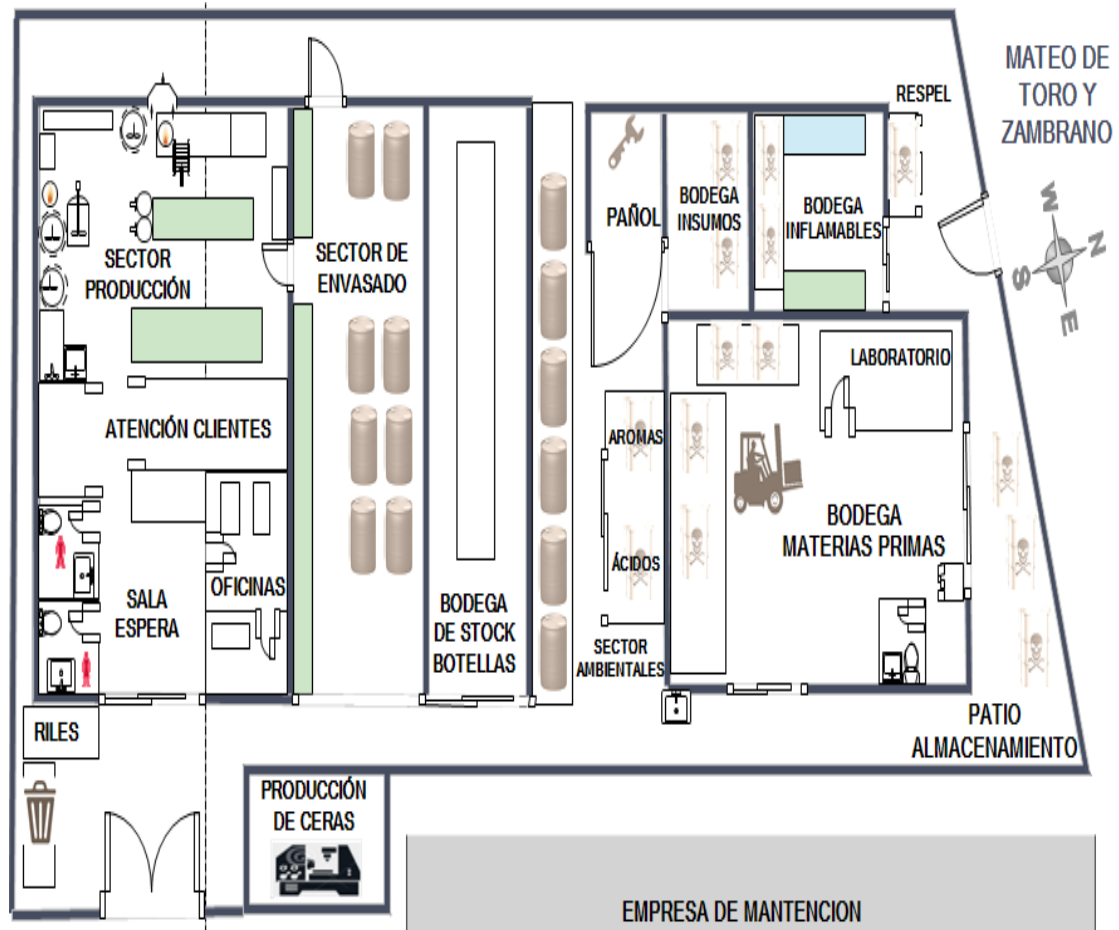 MATEO DE
TORO Y
ZAMBRANO
RESPEL
W
N
S
E
PAÑOL
BODEGA
INSUMOS
BODEGA
INFLAMABLES
SECTOR
PRODUCCIÓN
SECTOR DE
ENVASADO
LABORATORIO
ATENCIÓN CLIENTES
AROMAS
BODEGA
MATERIAS PRIMAS
ÁCIDOS
OFICINAS
SALA
ESPERA
BODEGA
DE STOCK
BOTELLAS
SECTOR
AMBIENTALES
RILES
PATIO
ALMACENAMIENTO
PRODUCCIÓN
DE CERAS
EMPRESA DE MANTENCION